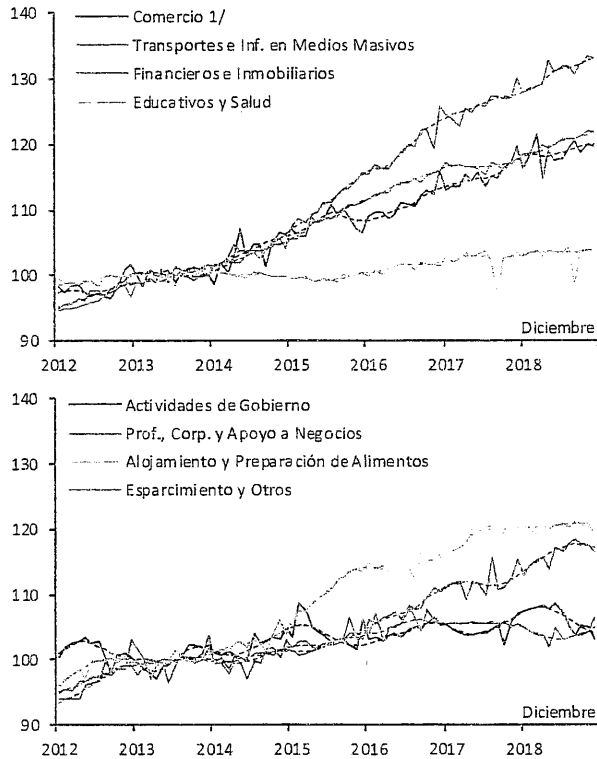 Comercio 1/
140
Transportes e Inf. en Medios Masivos
Financieros e Inmobiliarios
130
Educativos y Salud
120
110
100
90
Diciembre
2012 2013 2014 2015 2016 2017 2018
140
Actividades de Gobierno
Prof., Corp. y Apoyo a Negocios
130
Alojamiento y Preparación de Alimentos
Esparcimiento y Otros
120
110
100
90
Diciembre
2012 2013 2014 2015 2016 2017 2018